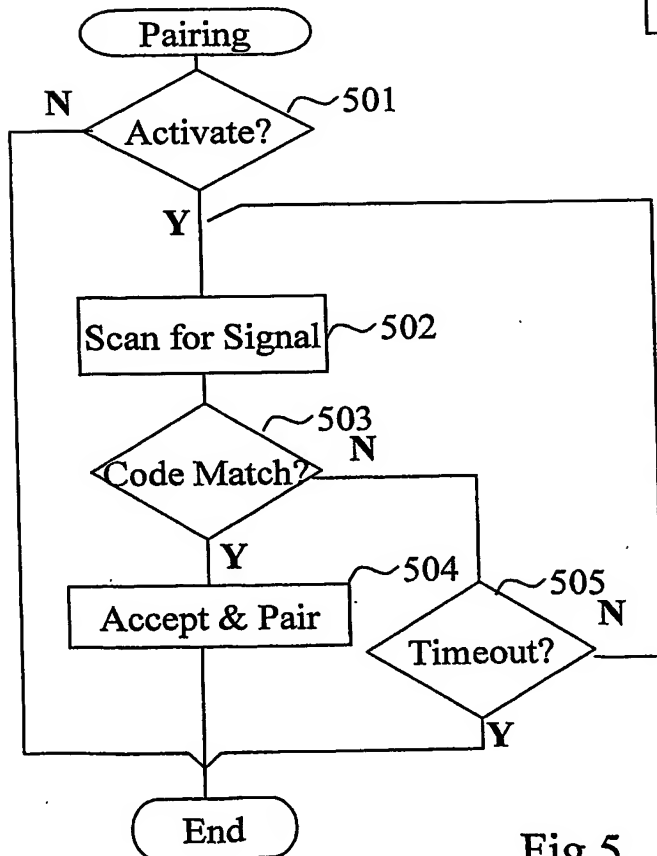 Pairing
N
501
Activate?
Y
Scan for Signal
502
503
N
Code Match?
Y
504
505
N
Accept & Pair
Timeout?
Y
End
Fig 5